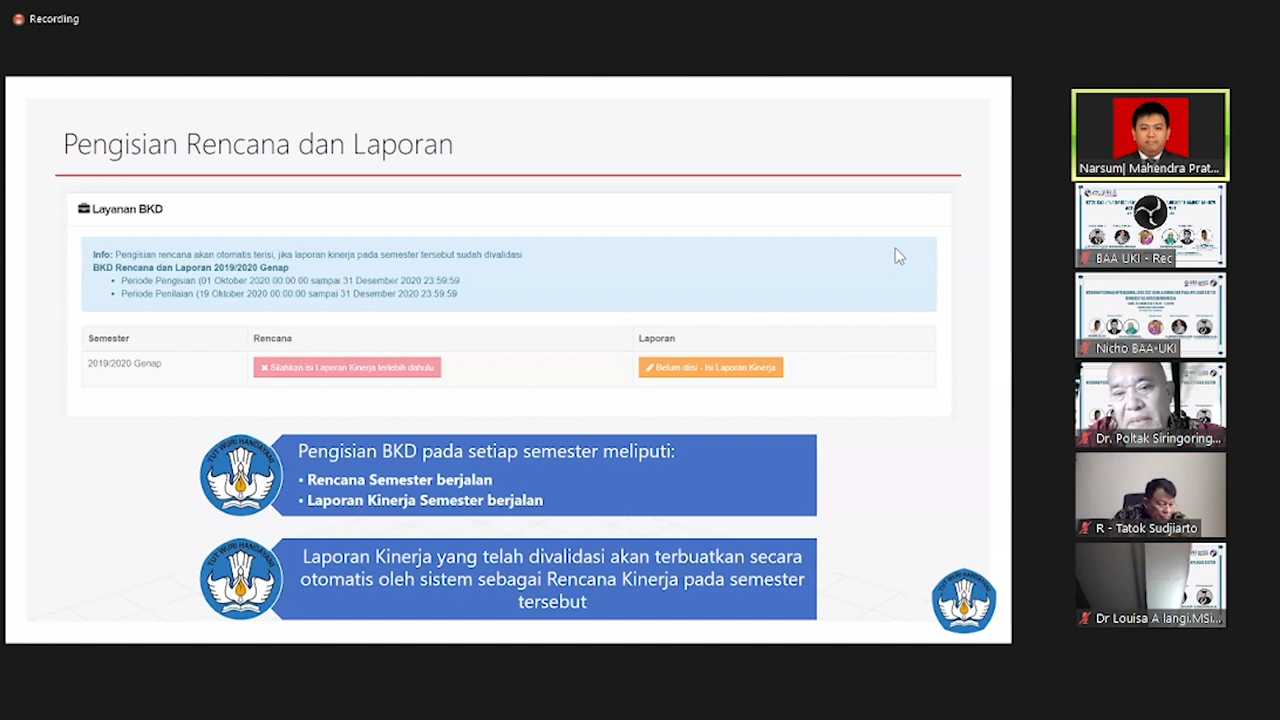 Recording
Pengisian Rencana dan Laporan
Layanan BKD
Info: Pengisian rencana akan otomatis terisi, jika laporan kinerja pada semester tersebut sudah divalidasi
BKD Rencana dan Laporan 2019/2020 Genap
• Periode Pengisian (01 Oktober 2020 00:00:00 sampai 31 Desember 2020 23:59:59
• Periode Penilaian (19 Oktober 2020 00:00:00 sampai 31 Desember 2020 23:59:59
Semester Rencana Laporan
2019/2020 Genap Silahkan isi Laporan Kinerja terlebih dahulu Belum diisi - Isi Laporan Kinerja
Pengisian BKD pada setiap semester meliputi:
• Rencana Semester berjalan
• Laporan Kinerja Semester berjalan
TUT WURI HANDAYANI
Laporan Kinerja yang telah divalidasi akan terbuatkan secara
otomatis oleh sistem sebagai Rencana Kinerja pada semester
tersebut
TUT WURI HANDAYANI
Narsum| Mahendra Prat...
BAA UKI - Rec
Nicho BAA-UKI
Dr. Poltak Siringoring...
R - Tatok Sudjiarto
Dr Louisa A langi.MSi...